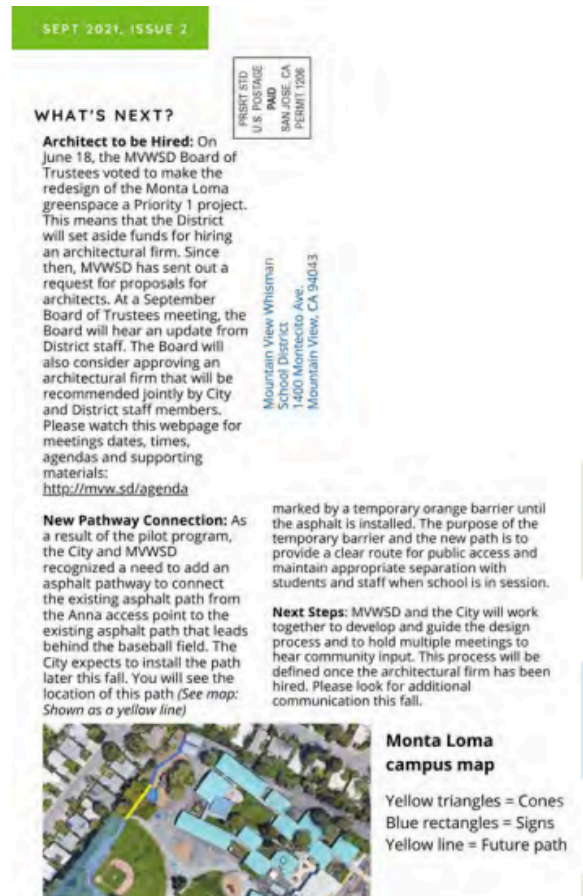 SEPT 2021, ISSUE 2
PRSRT STD
U.S. POSTAGE
PAID
SAN JOSE, CA
PERMIT 1206
WHAT'S NEXT?
Architect to be Hired: On
June 18, the MVWSD Board of
Trustees voted to make the
redesign of the Monta Loma
greenspace a Priority 1 project.
This means that the District
will set aside funds for hiring
an architectural firm. Since
then, MVWSD has sent out a
request for proposals for
architects. At a September
Board of Trustees meeting, the
Board will hear an update from
District staff. The Board will
also consider approving an
architectural firm that will be
recommended jointly by City
and District staff members.
Please watch this webpage for
meetings dates, times,
agendas and supporting
materials:
http://mvw.sd/agenda
Mountain View Whisman
School District
1400 Montecito Ave.
Mountain View, CA 94043
New Pathway Connection: As
a result of the pilot program,
the City and MVWSD
recognized a need to add an
asphalt pathway to connect
the existing asphalt path from
the Anna access point to the
existing asphalt path that leads
behind the baseball field. The
City expects to install the path
later this fall. You will see the
location of this path (See map:
Shown as a yellow line)
marked by a temporary orange barrier until
the asphalt is installed. The purpose of the
temporary barrier and the new path is to
provide a clear route for public access and
maintain appropriate separation with
students and staff when school is in session.
Next Steps: MVWSD and the City will work
together to develop and guide the design
process and to hold multiple meetings to
hear community input. This process will be
defined once the architectural firm has been
hired. Please look for additional
communication this fall.
Monta Loma
campus map
Yellow triangles = Cones
Blue rectangles = Signs
Yellow line = Future path